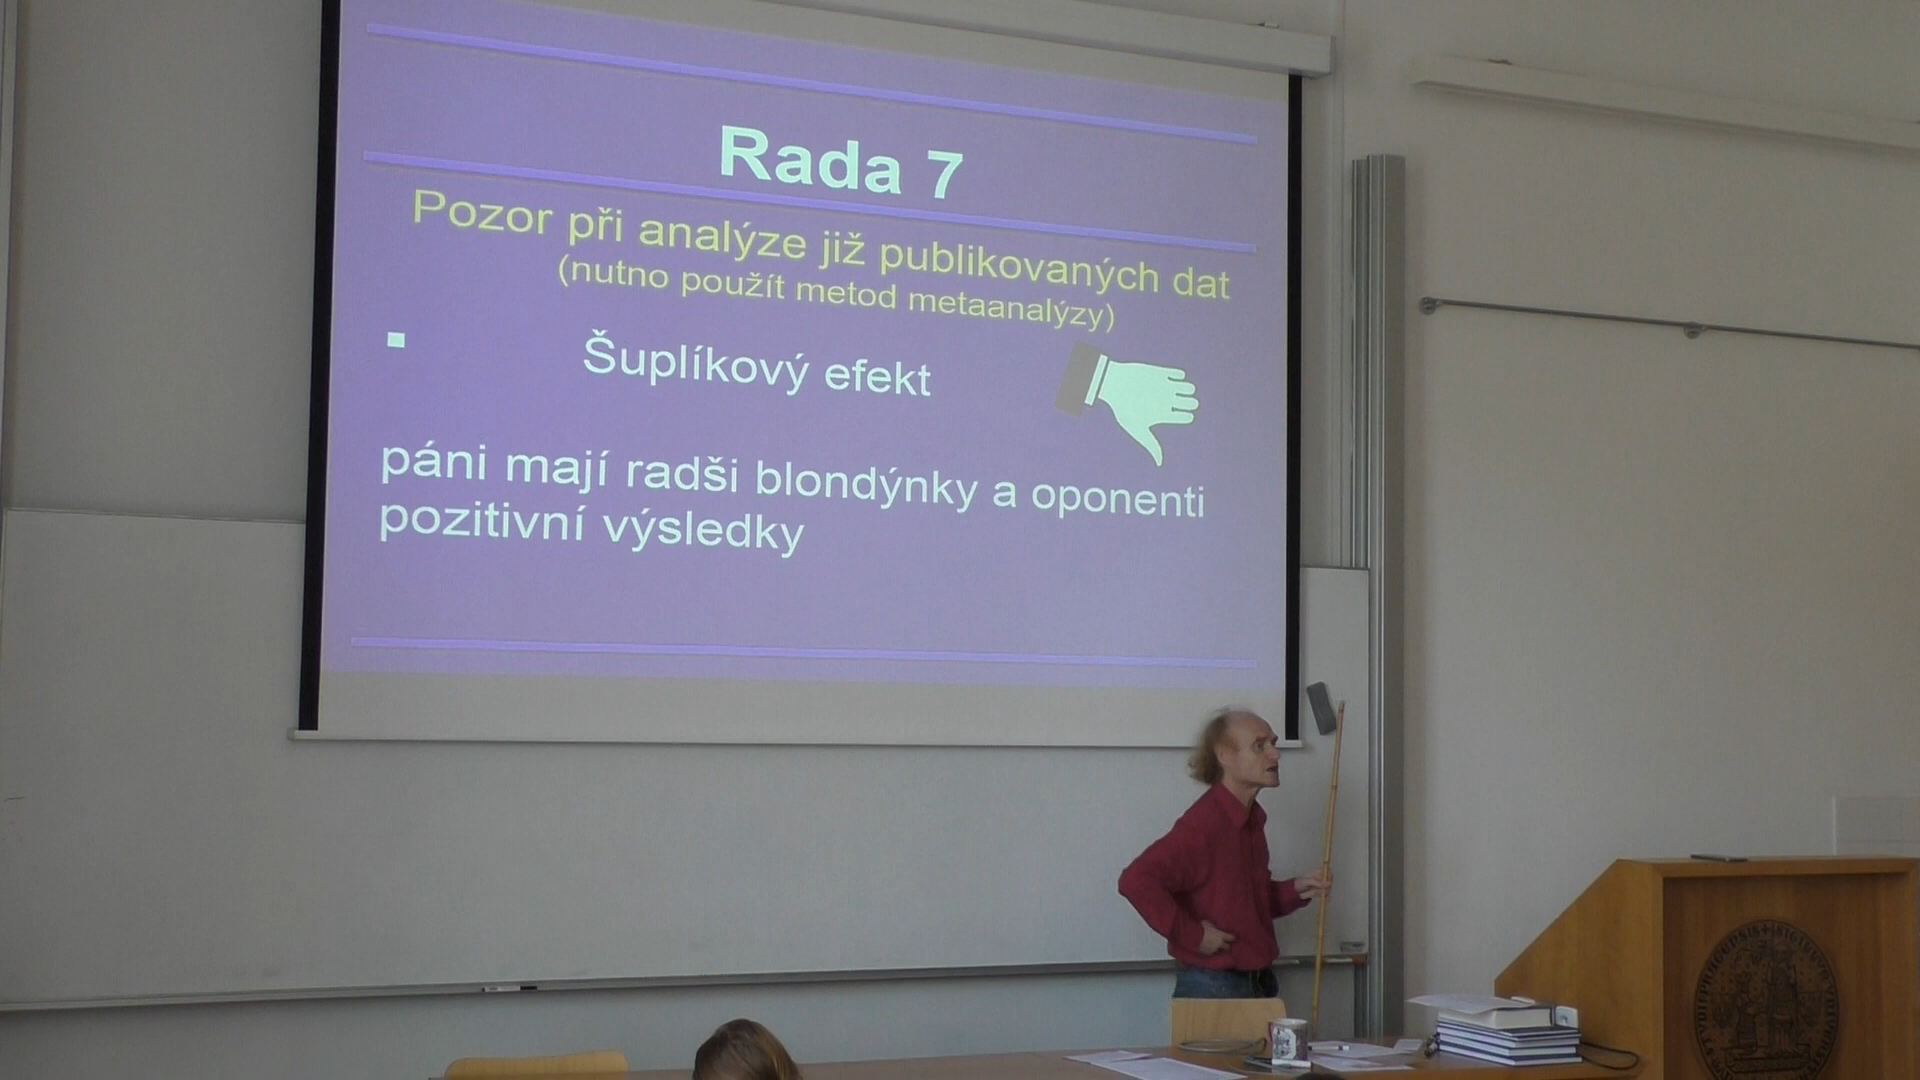 Rada 7
Pozor při analýze již publikovaných dat
(nutno použít metod metaanalýzy)
Šuplíkový efekt
páni mají radši blondýnky a oponenti
pozitivní výsledky